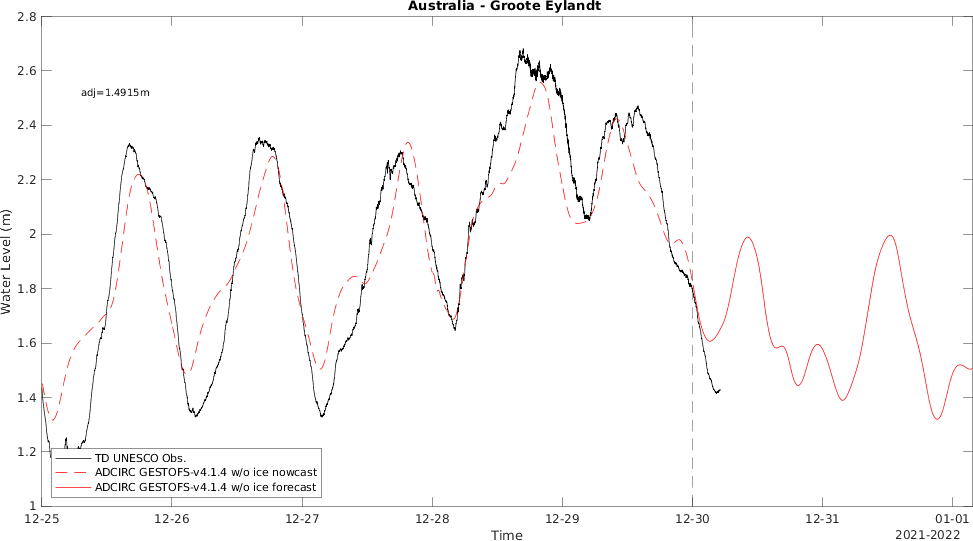 Australia - Groote Eylandt
2.8
2.6
adj=1.4915m
2.4
2.2
2
Water Level (m)
1.8
1.6
1.4
1.2
1
TD UNESCO Obs.
ADCIRC GESTOFS-v4.1.4 w/o ice nowcast
ADCIRC GESTOFS-v4.1.4 w/o ice forecast
12-25 12-26 12-27 12-28 12-29 12-30 12-31 01-01
Time
2021-2022